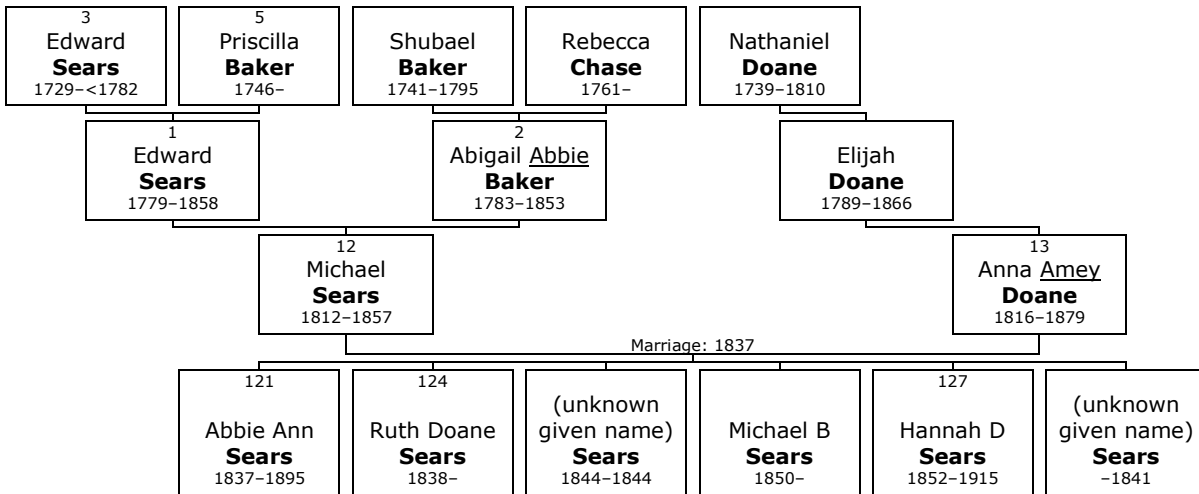 3
Edward
Sears
1729–<1782
5
Priscilla
Baker
1746–
Shubael
Baker
1741–1795
Rebecca
Chase
1761–
Nathaniel
Doane
1739–1810
1
Edward
Sears
1779–1858
2
Abigail Abbie
Baker
1783–1853
Elijah
Doane
1789–1866
12
Michael
Sears
1812–1857
13
Anna Amey
Doane
1816–1879
Marriage: 1837
121
Abbie Ann
Sears
1837–1895
124
Ruth Doane
Sears
1838–
(unknown
given name)
Sears
1844–1844
Michael B
Sears
1850–
127
Hannah D
Sears
1852–1915
(unknown
given name)
Sears
–1841